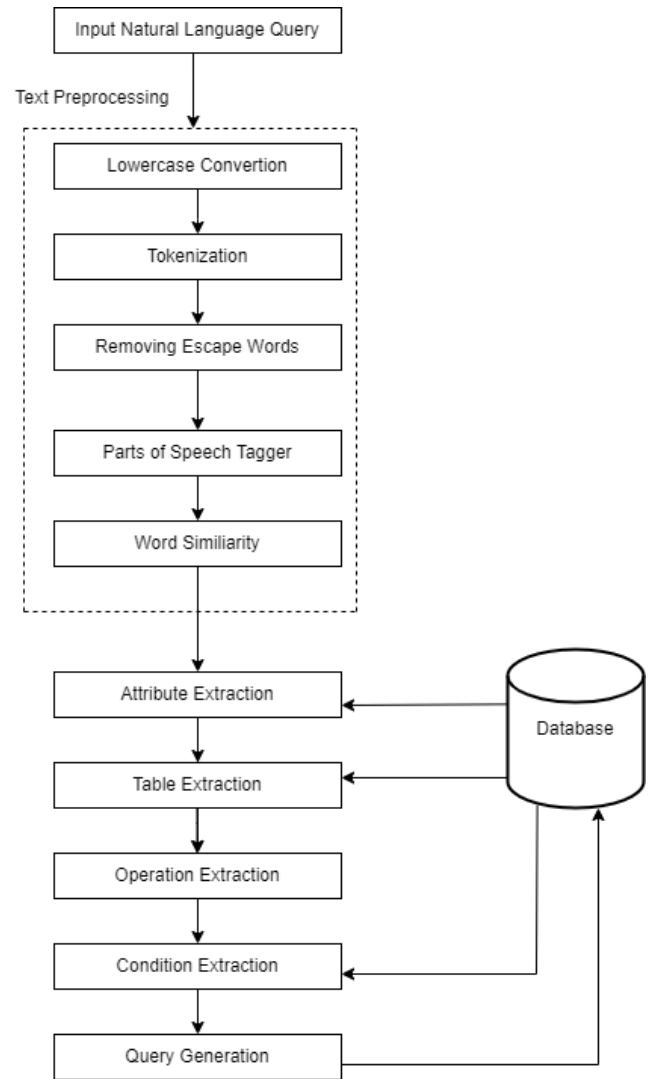 Input Natural Language Query
Text Preprocessing
Lowercase Convertion
Tokenization
Removing Escape Words
Parts of Speech Tagger
Word Similiarity
Attribute Extraction
Database
Table Extraction
Operation Extraction
Condition Extraction
Query Generation